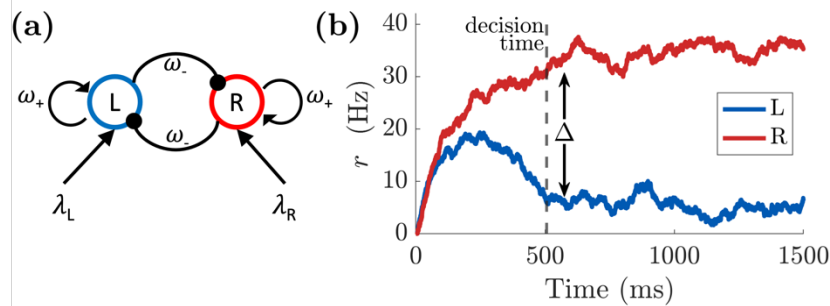 (a)
ω₋
ω₊
L
R
ω₊
ω₋
λL
λR
(b)
decision
time
40
30
20
10
0
r (Hz)
Δ
L
R
0
500
1000
1500
Time (ms)